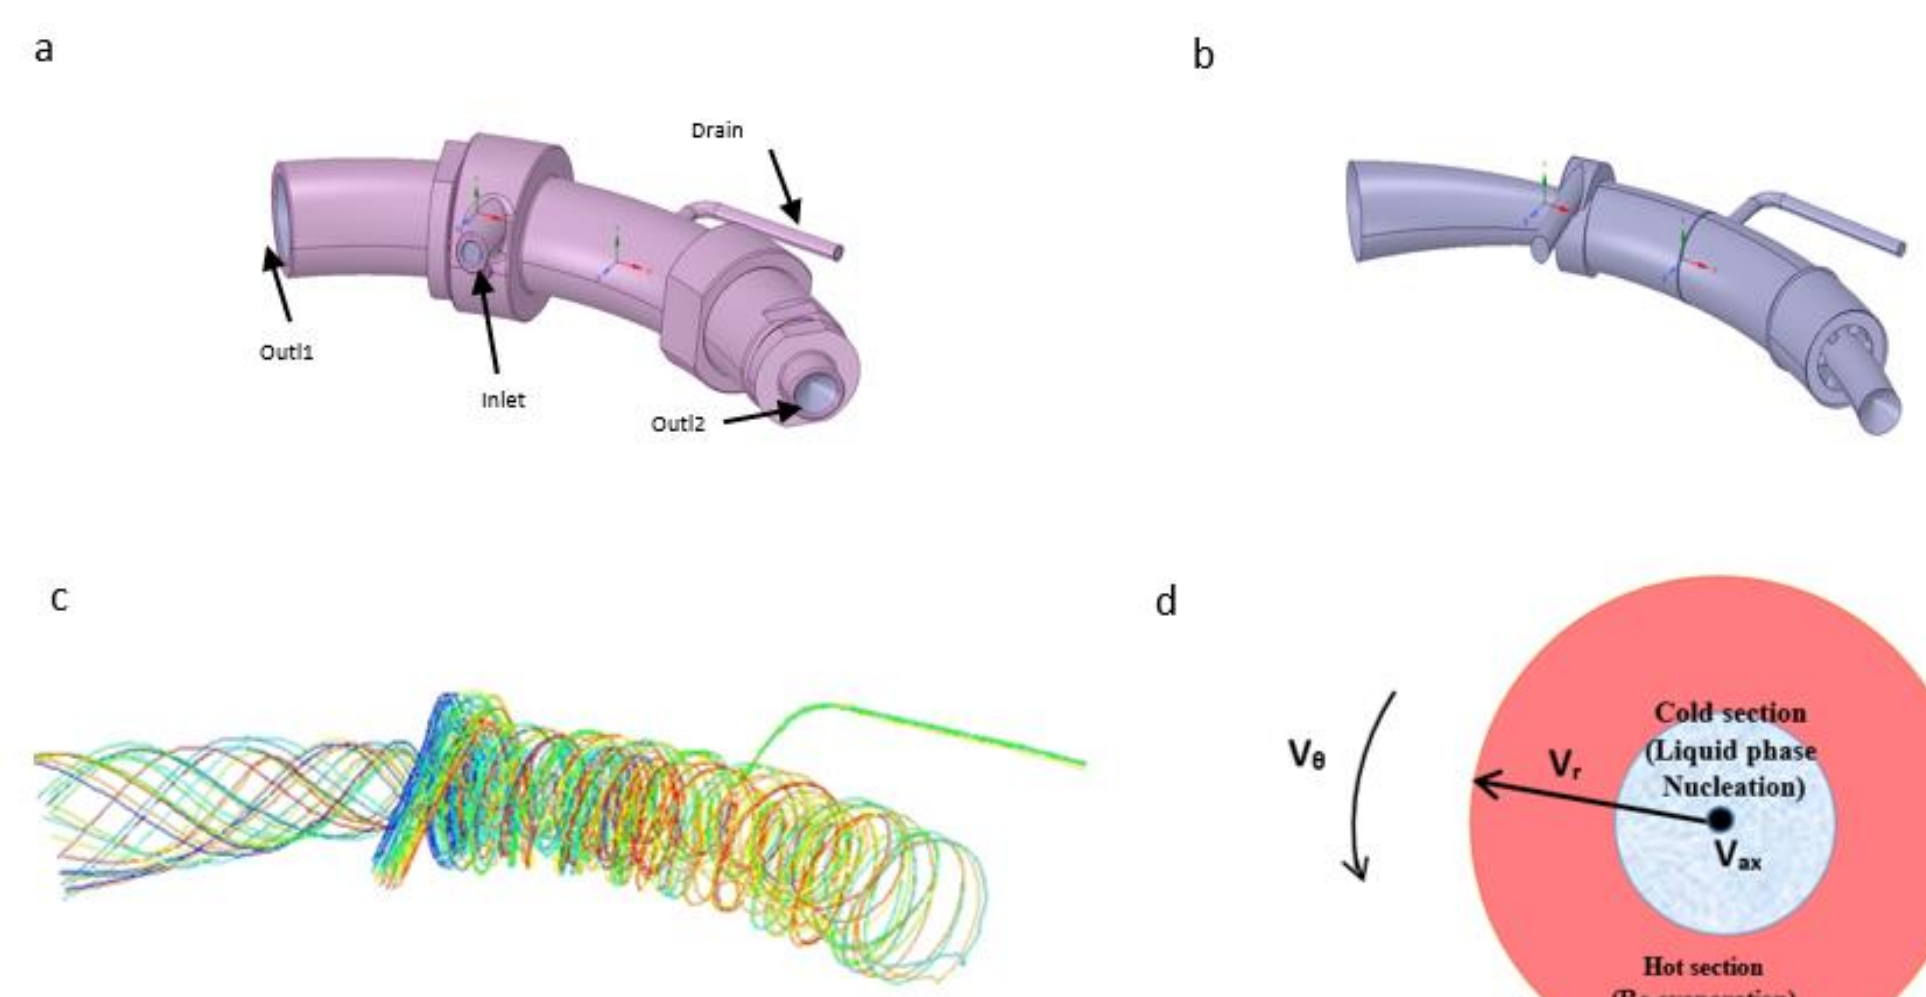 a
b
Drain
Outl1
Inlet
Outl2
c
d
Cold section
(Liquid phase
Nucleation)
Vθ
Vr
Vax
Hot section